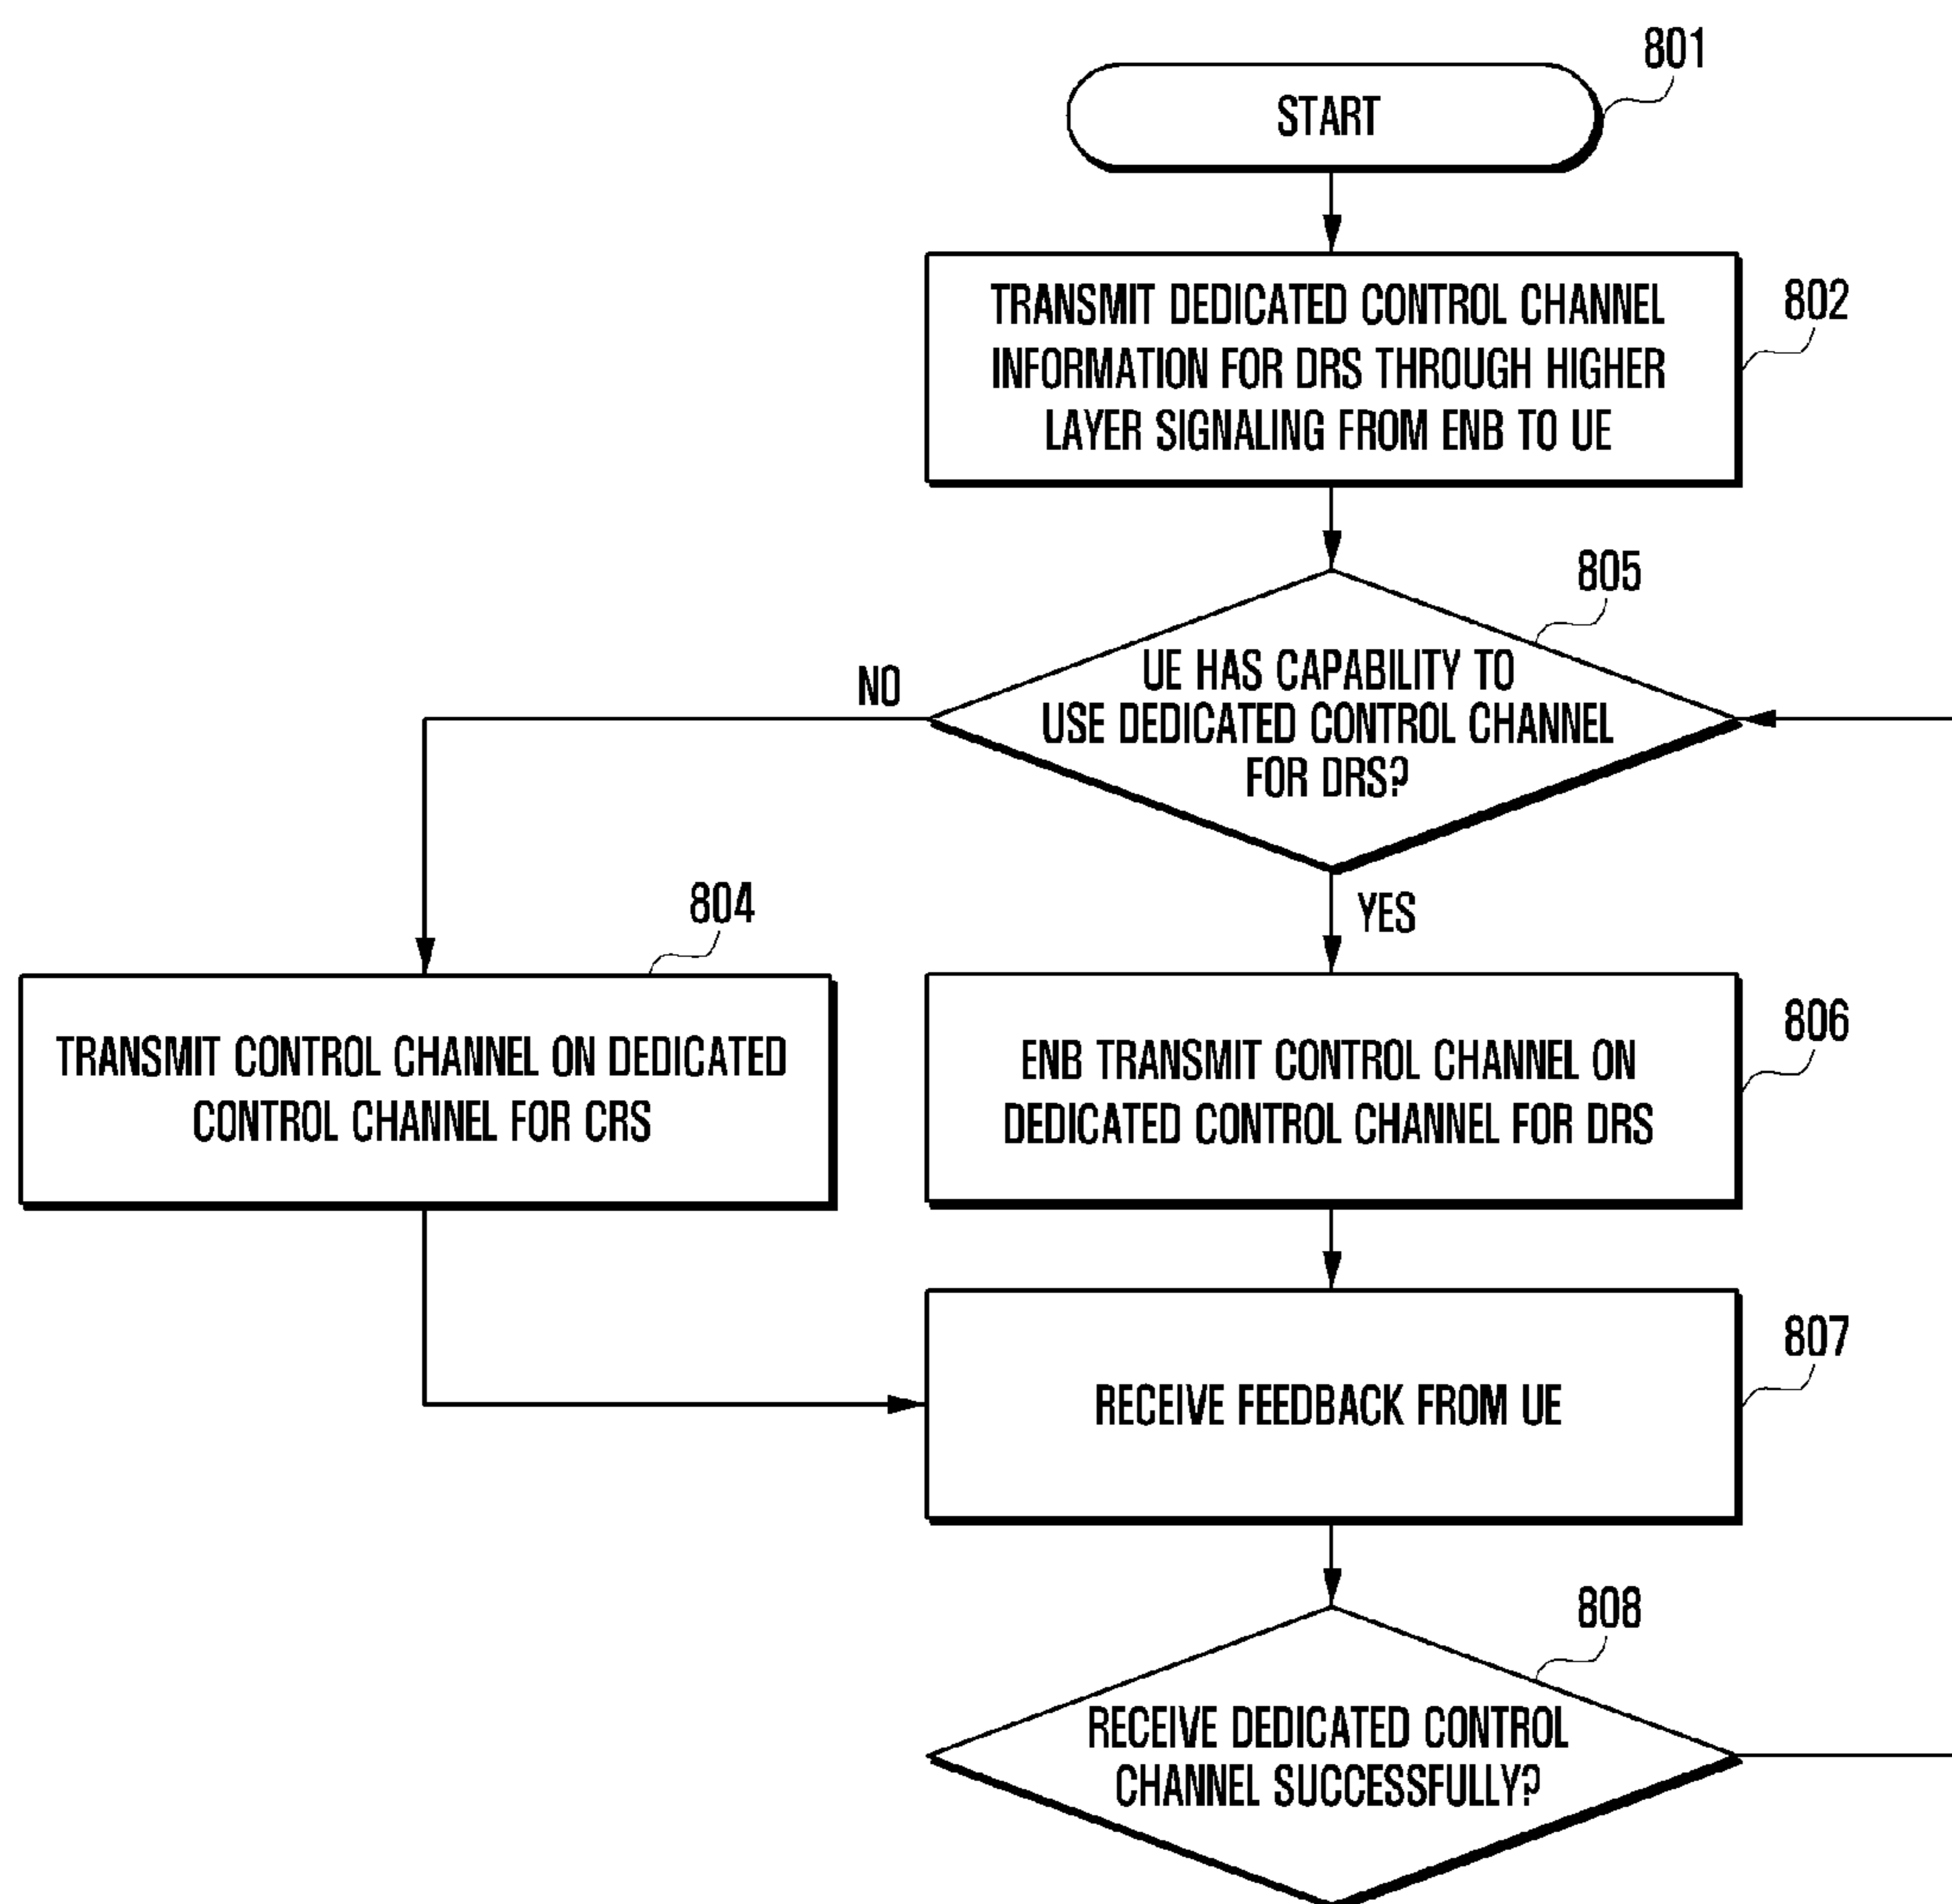 801
START
TRANSMIT DEDICATED CONTROL CHANNEL
INFORMATION FOR DRS THROUGH HIGHER
LAYER SIGNALING FROM ENB TO UE
802
805
UE HAS CAPABILITY TO
USE DEDICATED CONTROL CHANNEL
FOR DRS?
NO
YES
804
TRANSMIT CONTROL CHANNEL ON DEDICATED
CONTROL CHANNEL FOR CRS
806
ENB TRANSMIT CONTROL CHANNEL ON
DEDICATED CONTROL CHANNEL FOR DRS
807
RECEIVE FEEDBACK FROM UE
808
RECEIVE DEDICATED CONTROL
CHANNEL SUCCESSFULLY?